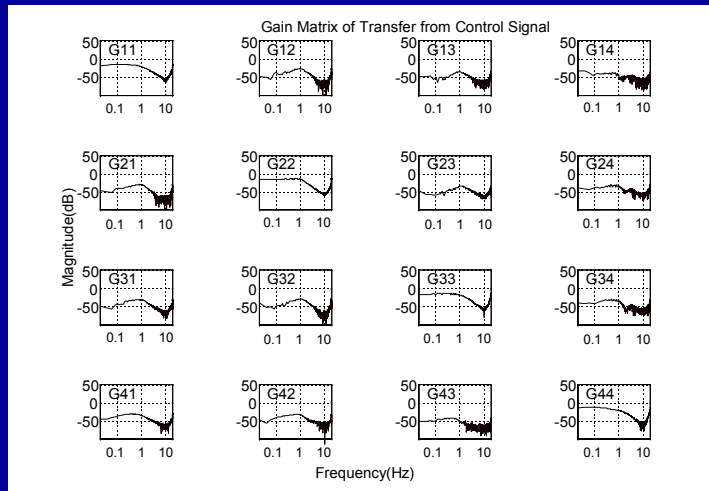 Gain Matrix of Transfer from Control Signal
50 G11 50 G12 50 G13 50 G14
0 0 0 0
-50 -50 -50 -50
0.1 1 10 0.1 1 10 0.1 1 10 0.1 1 10
50 G21 50 G22 50 G23 50 G24
0 0 0 0
-50 -50 -50 -50
0.1 1 10 0.1 1 10 0.1 1 10 0.1 1 10
Magnitude(dB)
50 G31 50 G32 50 G33 50 G34
0 0 0 0
-50 -50 -50 -50
0.1 1 10 0.1 1 10 0.1 1 10 0.1 1 10
50 G41 50 G42 50 G43 50 G44
0 0 0 0
-50 -50 -50 -50
0.1 1 10 0.1 1 10 0.1 1 10 0.1 1 10
Frequency(Hz)